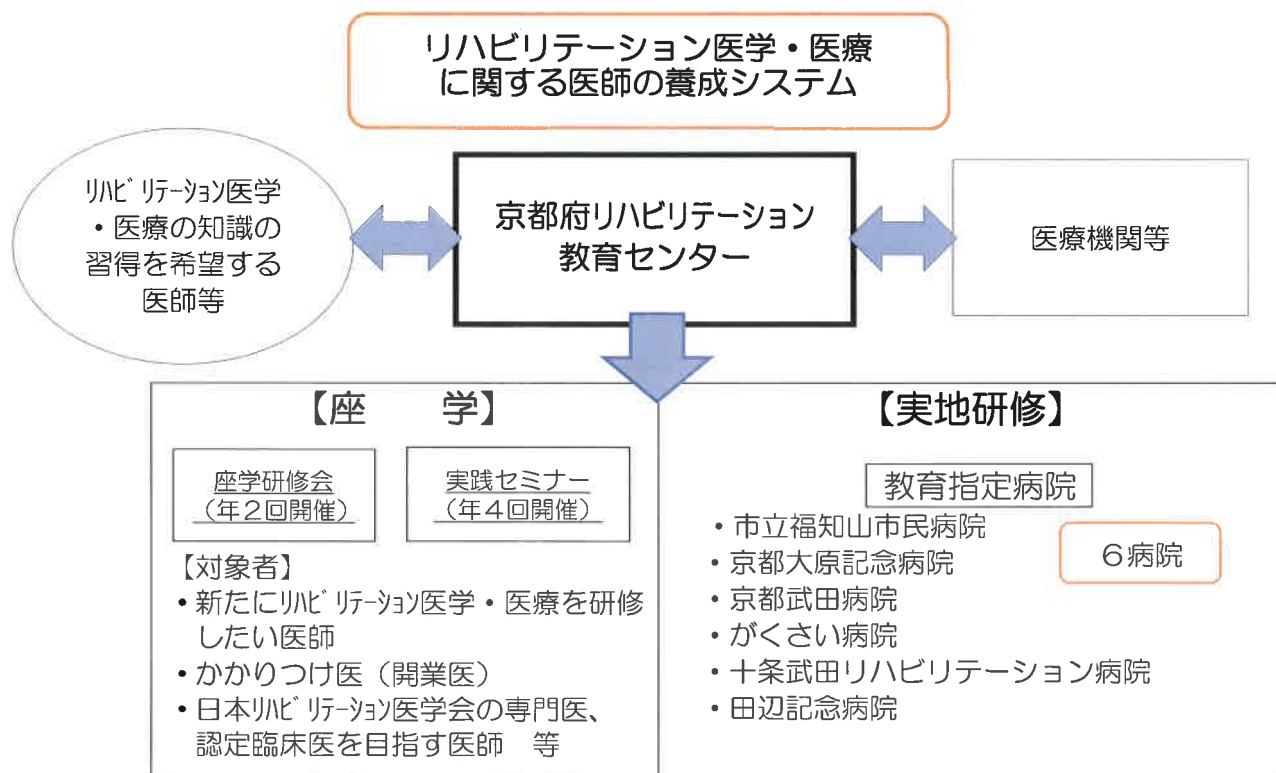 リハビリテーション医学・医療
に関する医師の養成システム
ﾘﾊﾋﾞﾘﾃｰｼｮﾝ医学
・医療の知識の
習得を希望する
医師等
京都府リハビリテーション
教育センター
医療機関等
【座　　学】
座学研修会
（年２回開催）
実践セミナー
（年４回開催）
【対象者】
・新たにﾘﾊﾋﾞﾘﾃｰｼｮﾝ医学・医療を研修
したい医師
・かかりつけ医（開業医）
・日本ﾘﾊﾋﾞﾘﾃｰｼｮﾝ医学会の専門医、
認定臨床医を目指す医師　等
【実地研修】
教育指定病院
・市立福知山市民病院
・京都大原記念病院
・京都武田病院
・がくさい病院
・十条武田リハビリテーション病院
・田辺記念病院
６病院